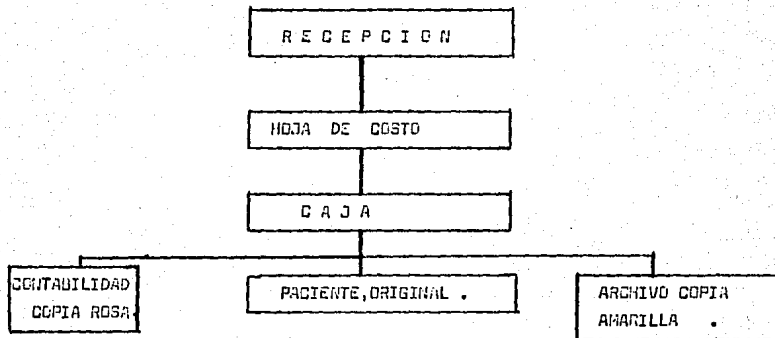 RECEPCION
HOJA DE COSTO
CAJA
CONTABILIDAD
COPIA ROSA.
PACIENTE,ORIGINAL .
ARCHIVO COPIA
AMARILLA .